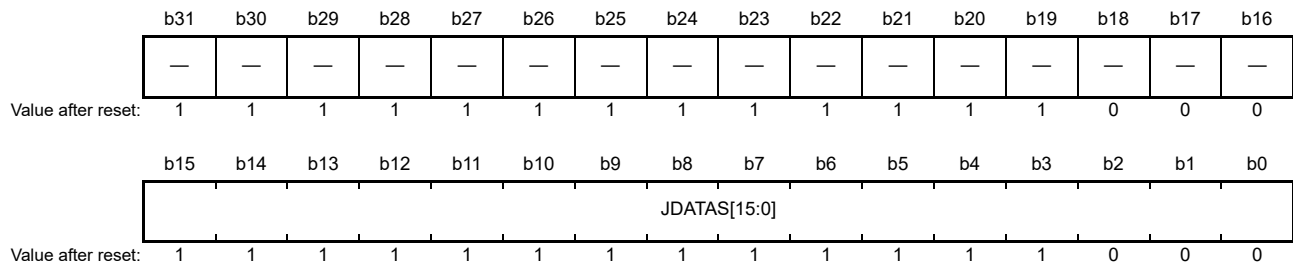 b31 b30 b29 b28 b27 b26 b25 b24 b23 b22 b21 b20 b19 b18 b17 b16
— — — — — — — — — — — — — — — —
Value after reset: 1 1 1 1 1 1 1 1 1 1 1 1 1 0 0 0
b15 b14 b13 b12 b11 b10 b9 b8 b7 b6 b5 b4 b3 b2 b1 b0
JDATAS[15:0]
Value after reset: 1 1 1 1 1 1 1 1 1 1 1 1 1 0 0 0